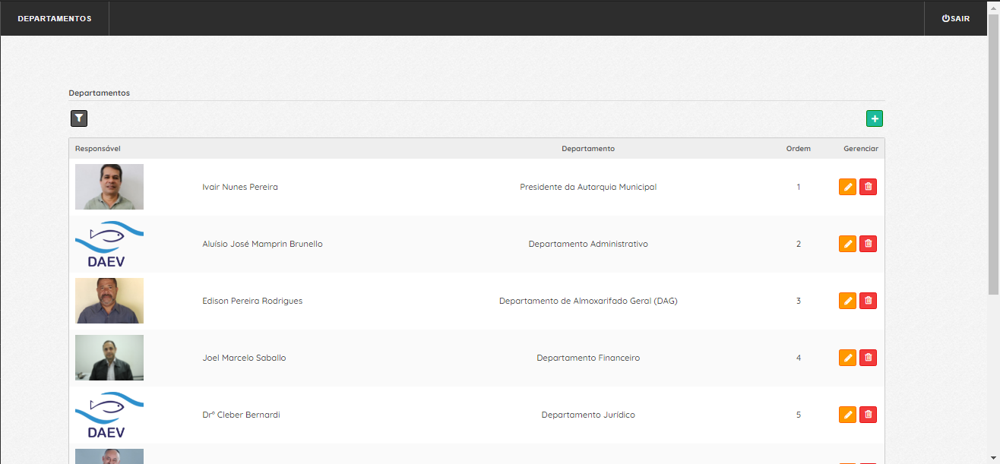 DEPARTAMENTOS
SAIR
Departamentos
Responsável Departamento Ordem Gerenciar
Ivair Nunes Pereira Presidente da Autarquia Municipal 1
DAEV Aluísio José Mamprin Brunello Departamento Administrativo 2
Edison Pereira Rodrigues Departamento de Almoxarifado Geral (DAG) 3
Joel Marcelo Saballo Departamento Financeiro 4
DAEV Drº Cleber Bernardi Departamento Jurídico 5